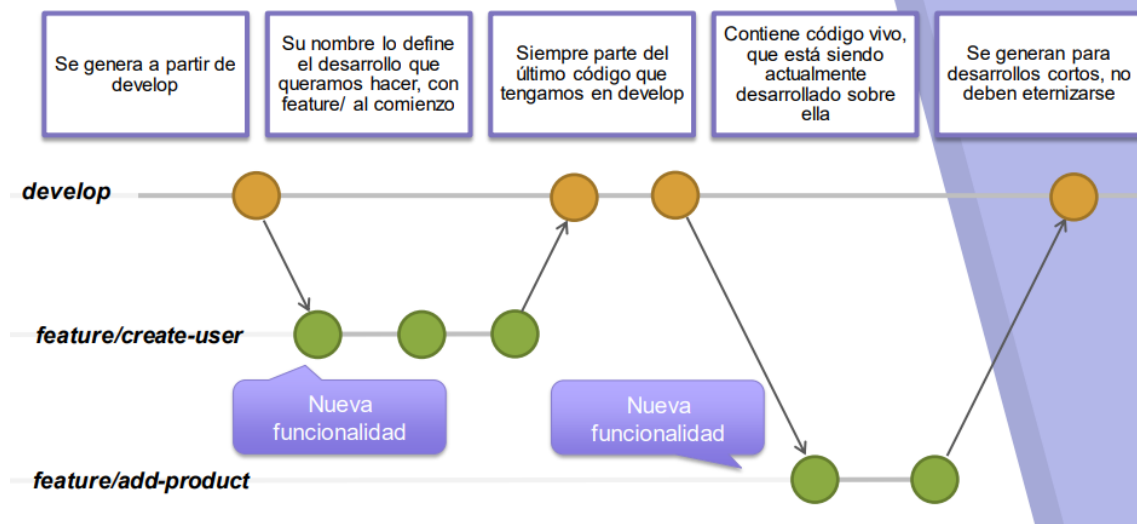 Se genera a partir de
develop
Su nombre lo define
el desarrollo que
queramos hacer, con
feature/ al comienzo
Siempre parte del
último código que
tengamos en develop
Contiene código vivo,
que está siendo
actualmente
desarrollado sobre
ella
Se generan para
desarrollos cortos, no
deben eternizarse
develop
feature/create-user
Nueva
funcionalidad
Nueva
funcionalidad
feature/add-product